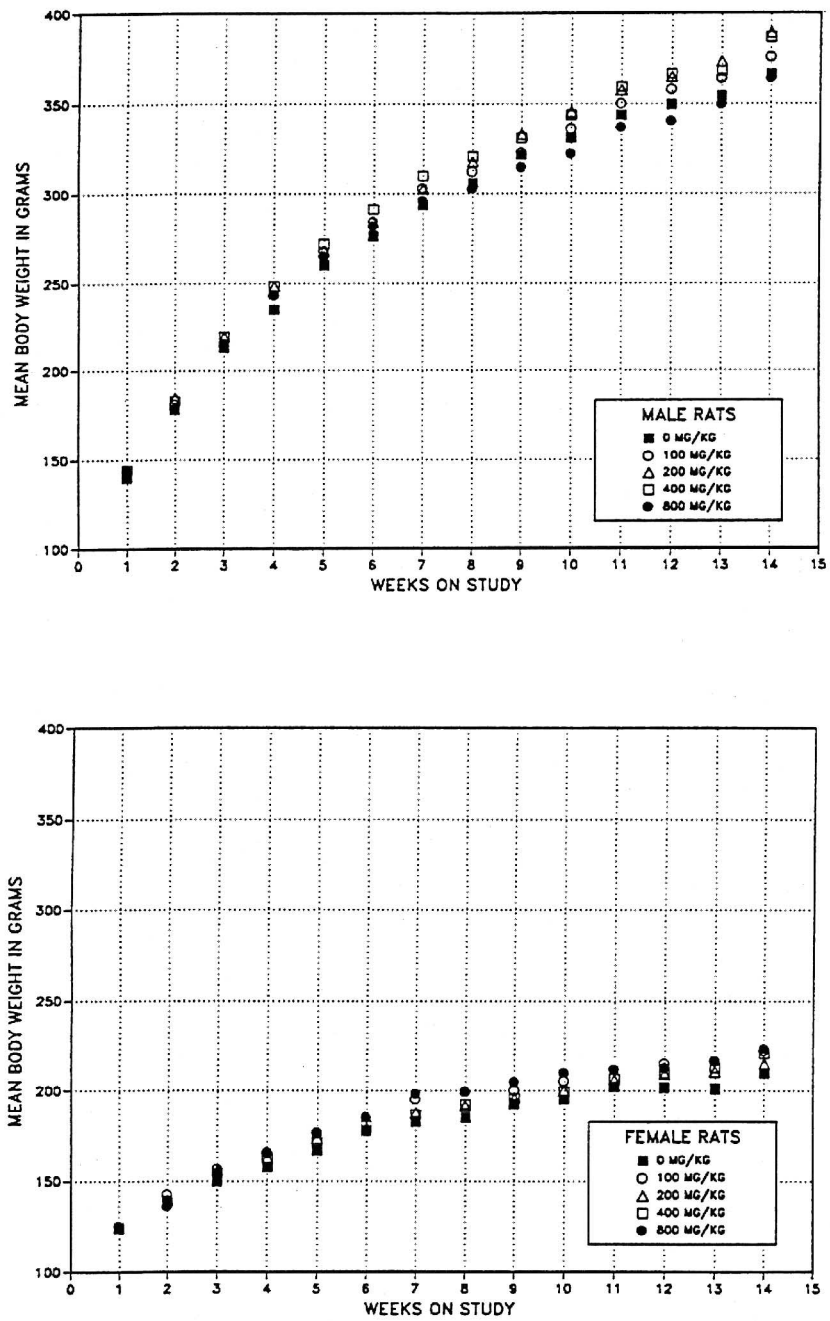 400
350
300
250
200
150
100
MEAN BODY WEIGHT IN GRAMS
MALE RATS
0 MG/KG
100 MG/KG
200 MG/KG
400 MG/KG
800 MG/KG
0 1 2 3 4 5 6 7 8 9 10 11 12 13 14 15
WEEKS ON STUDY
400
350
300
250
200
150
100
MEAN BODY WEIGHT IN GRAMS
FEMALE RATS
0 MG/KG
100 MG/KG
200 MG/KG
400 MG/KG
800 MG/KG
0 1 2 3 4 5 6 7 8 9 10 11 12 13 14 15
WEEKS ON STUDY